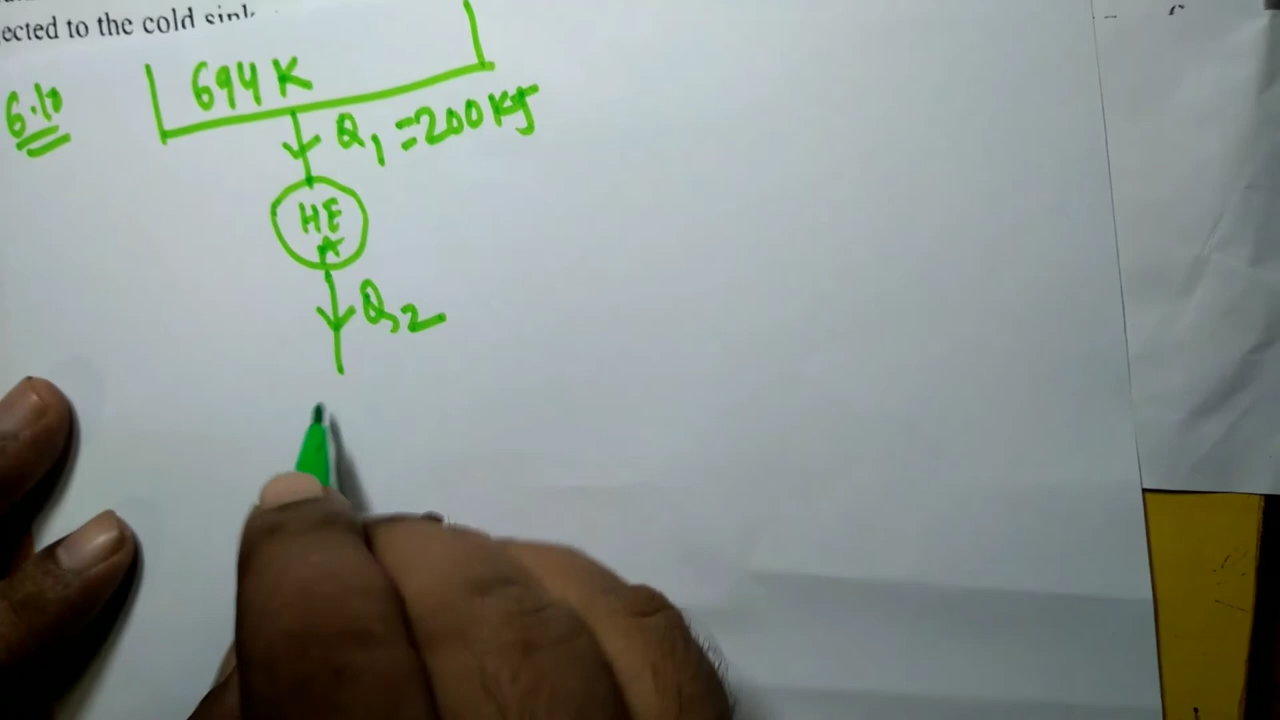 ected to the cold sink.
6.10
694 K
Q1 = 200 KJ
HE
A
Q2